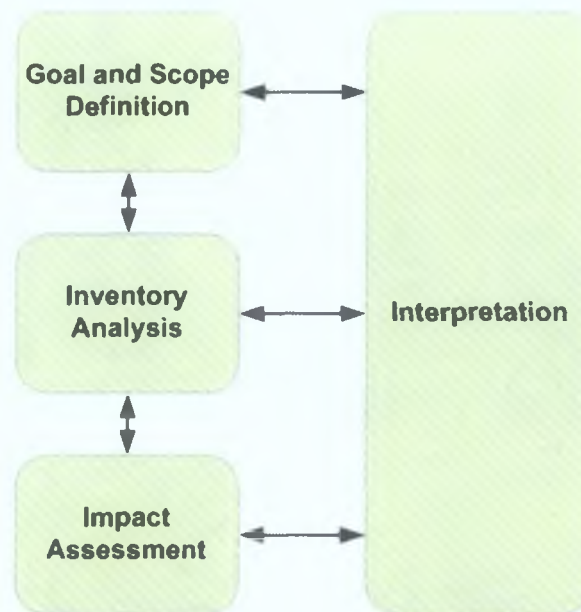 Goal and Scope
Definition
Inventory
Analysis
Interpretation
Impact
Assessment